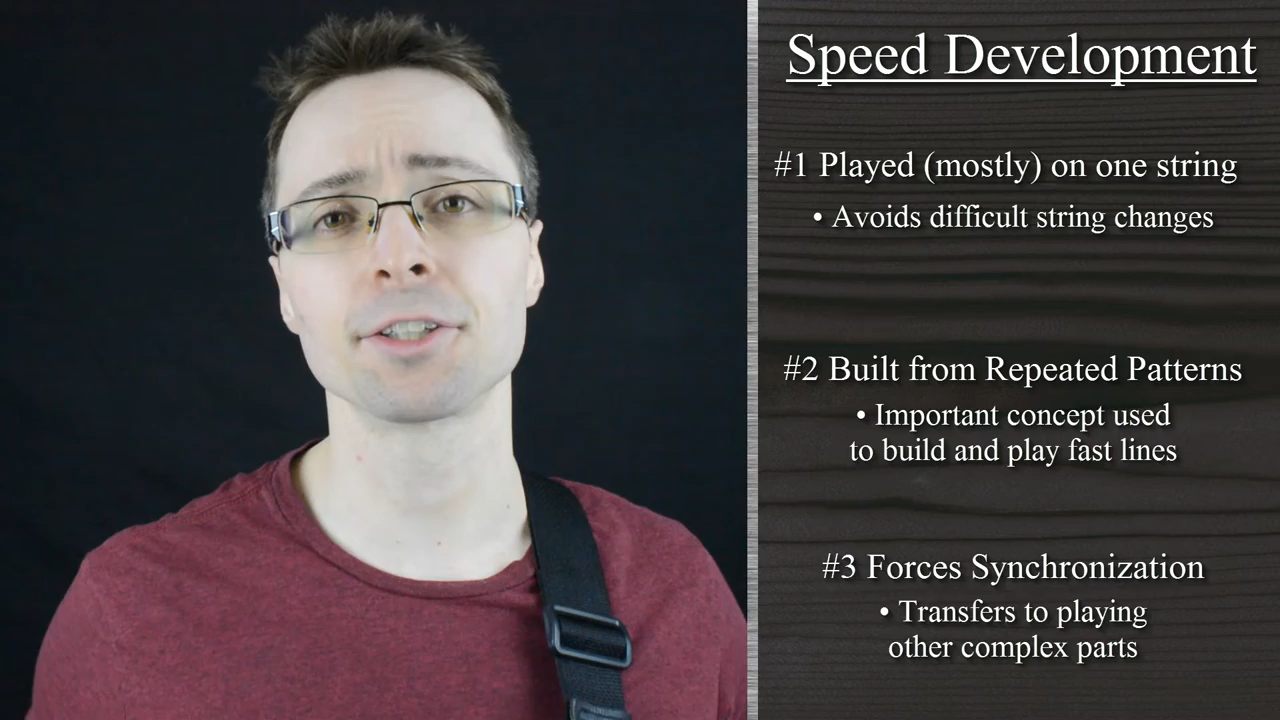 Speed Development
#1 Played (mostly) on one string
• Avoids difficult string changes
#2 Built from Repeated Patterns
• Important concept used
to build and play fast lines
#3 Forces Synchronization
• Transfers to playing
other complex parts